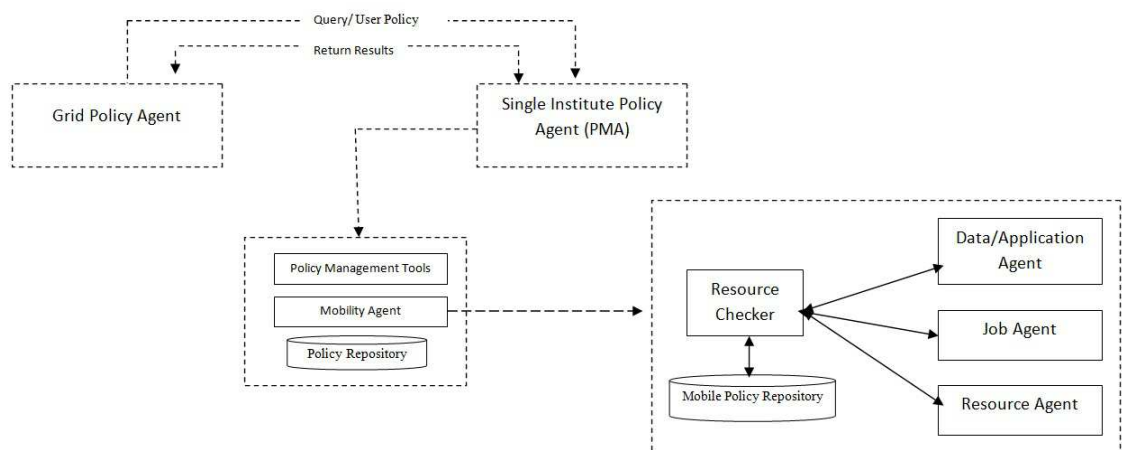 Query/ User Policy
Return Results
Grid Policy Agent
Single Institute Policy
Agent (PMA)
Policy Management Tools
Mobility Agent
Policy Repository
Resource
Checker
Mobile Policy Repository
Data/Application
Agent
Job Agent
Resource Agent